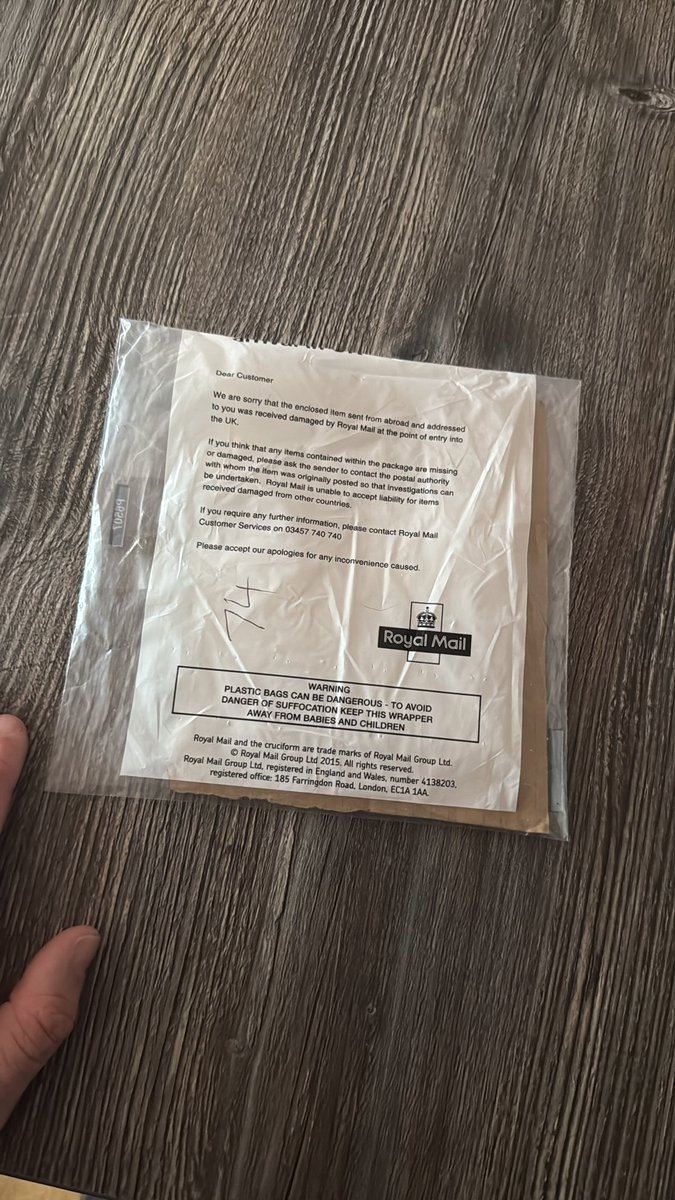 Dear Customer
We are sorry that the enclosed item sent from abroad and addressed
to you was received damaged by Royal Mail at the point of entry into
the UK.
If you think that any items contained within the package are missing
or damaged, please ask the sender to contact the postal authority
with whom the item was originally posted so that investigations can
be undertaken. Royal Mail is unable to accept liability for items
received damaged from other countries.
If you require any further information, please contact Royal Mail
Customer Services on 03457 740 740
Please accept our apologies for any inconvenience caused.
74
Royal Mail
WARNING
PLASTIC BAGS CAN BE DANGEROUS - TO AVOID
DANGER OF SUFFOCATION KEEP THIS WRAPPER
AWAY FROM BABIES AND CHILDREN
Royal Mail and the cruciform are trade marks of Royal Mail Group Ltd.
© Royal Mail Group Ltd 2015. All rights reserved.
Royal Mail Group Ltd, registered in England and Wales, number 4138203,
registered office: 185 Farringdon Road, London, EC1A 1AA.
P6507